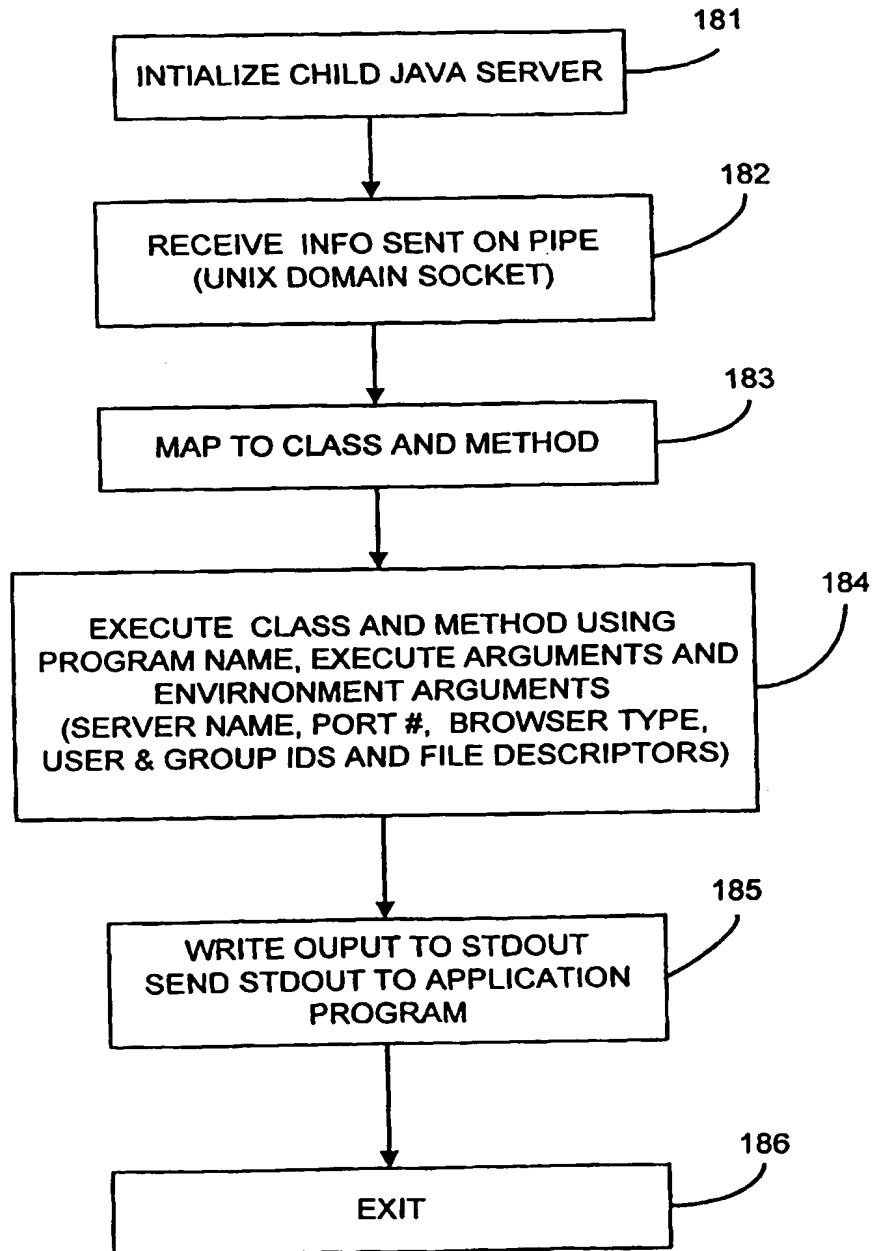 181
INTIALIZE CHILD JAVA SERVER
182
RECEIVE INFO SENT ON PIPE
(UNIX DOMAIN SOCKET)
183
MAP TO CLASS AND METHOD
184
EXECUTE CLASS AND METHOD USING
PROGRAM NAME, EXECUTE ARGUMENTS AND
ENVIRNONMENT ARGUMENTS
(SERVER NAME, PORT #, BROWSER TYPE,
USER & GROUP IDS AND FILE DESCRIPTORS)
185
WRITE OUPUT TO STDOUT
SEND STDOUT TO APPLICATION
PROGRAM
186
EXIT